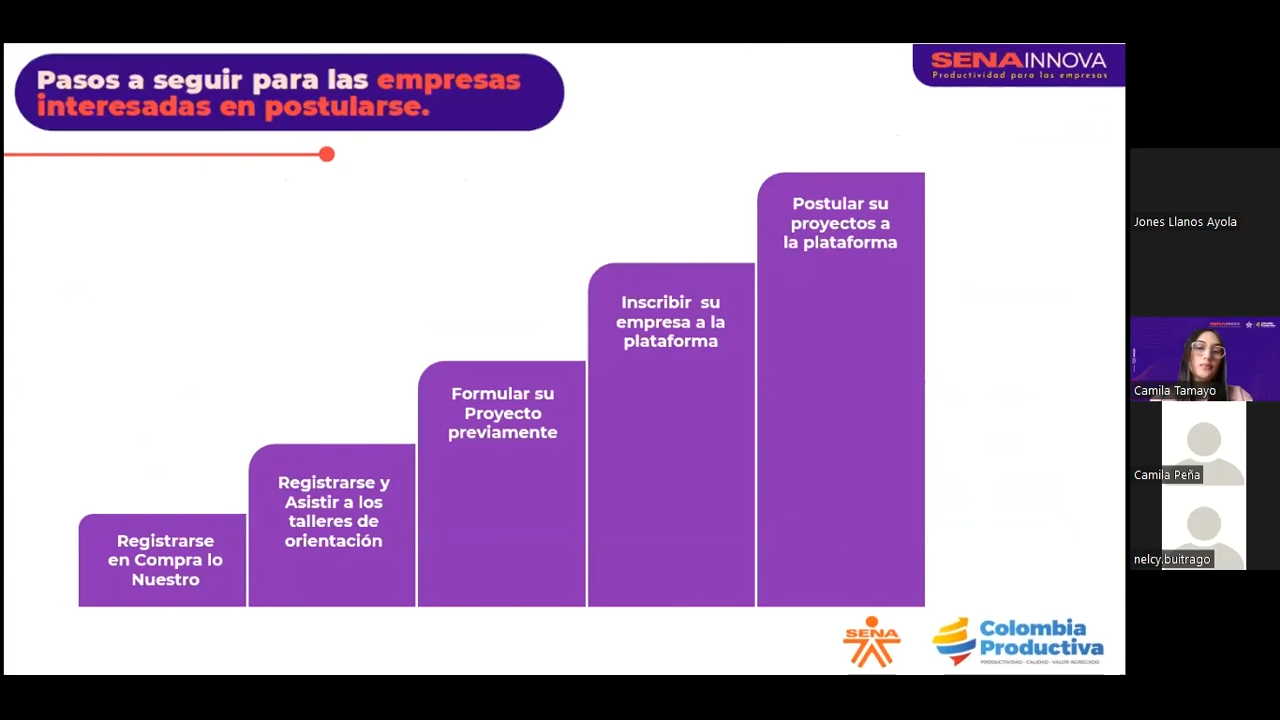 Pasos a seguir para las empresas
interesadas en postularse.
SENAINNOVA
Productividad para las empresas
Registrarse
en Compra lo
Nuestro
Registrarse y
Asistir a los
talleres de
orientación
Formular su
Proyecto
previamente
Inscribir su
empresa a la
plataforma
Postular su
proyectos a
la plataforma
SENA
Colombia
Productiva
PRODUCTIVIDAD · CALIDAD · VALOR AGREGADO
Jones Llanos Ayola
SENAINNOVA
Camila Tamayo
Camila Peña
nelcy.buitrago